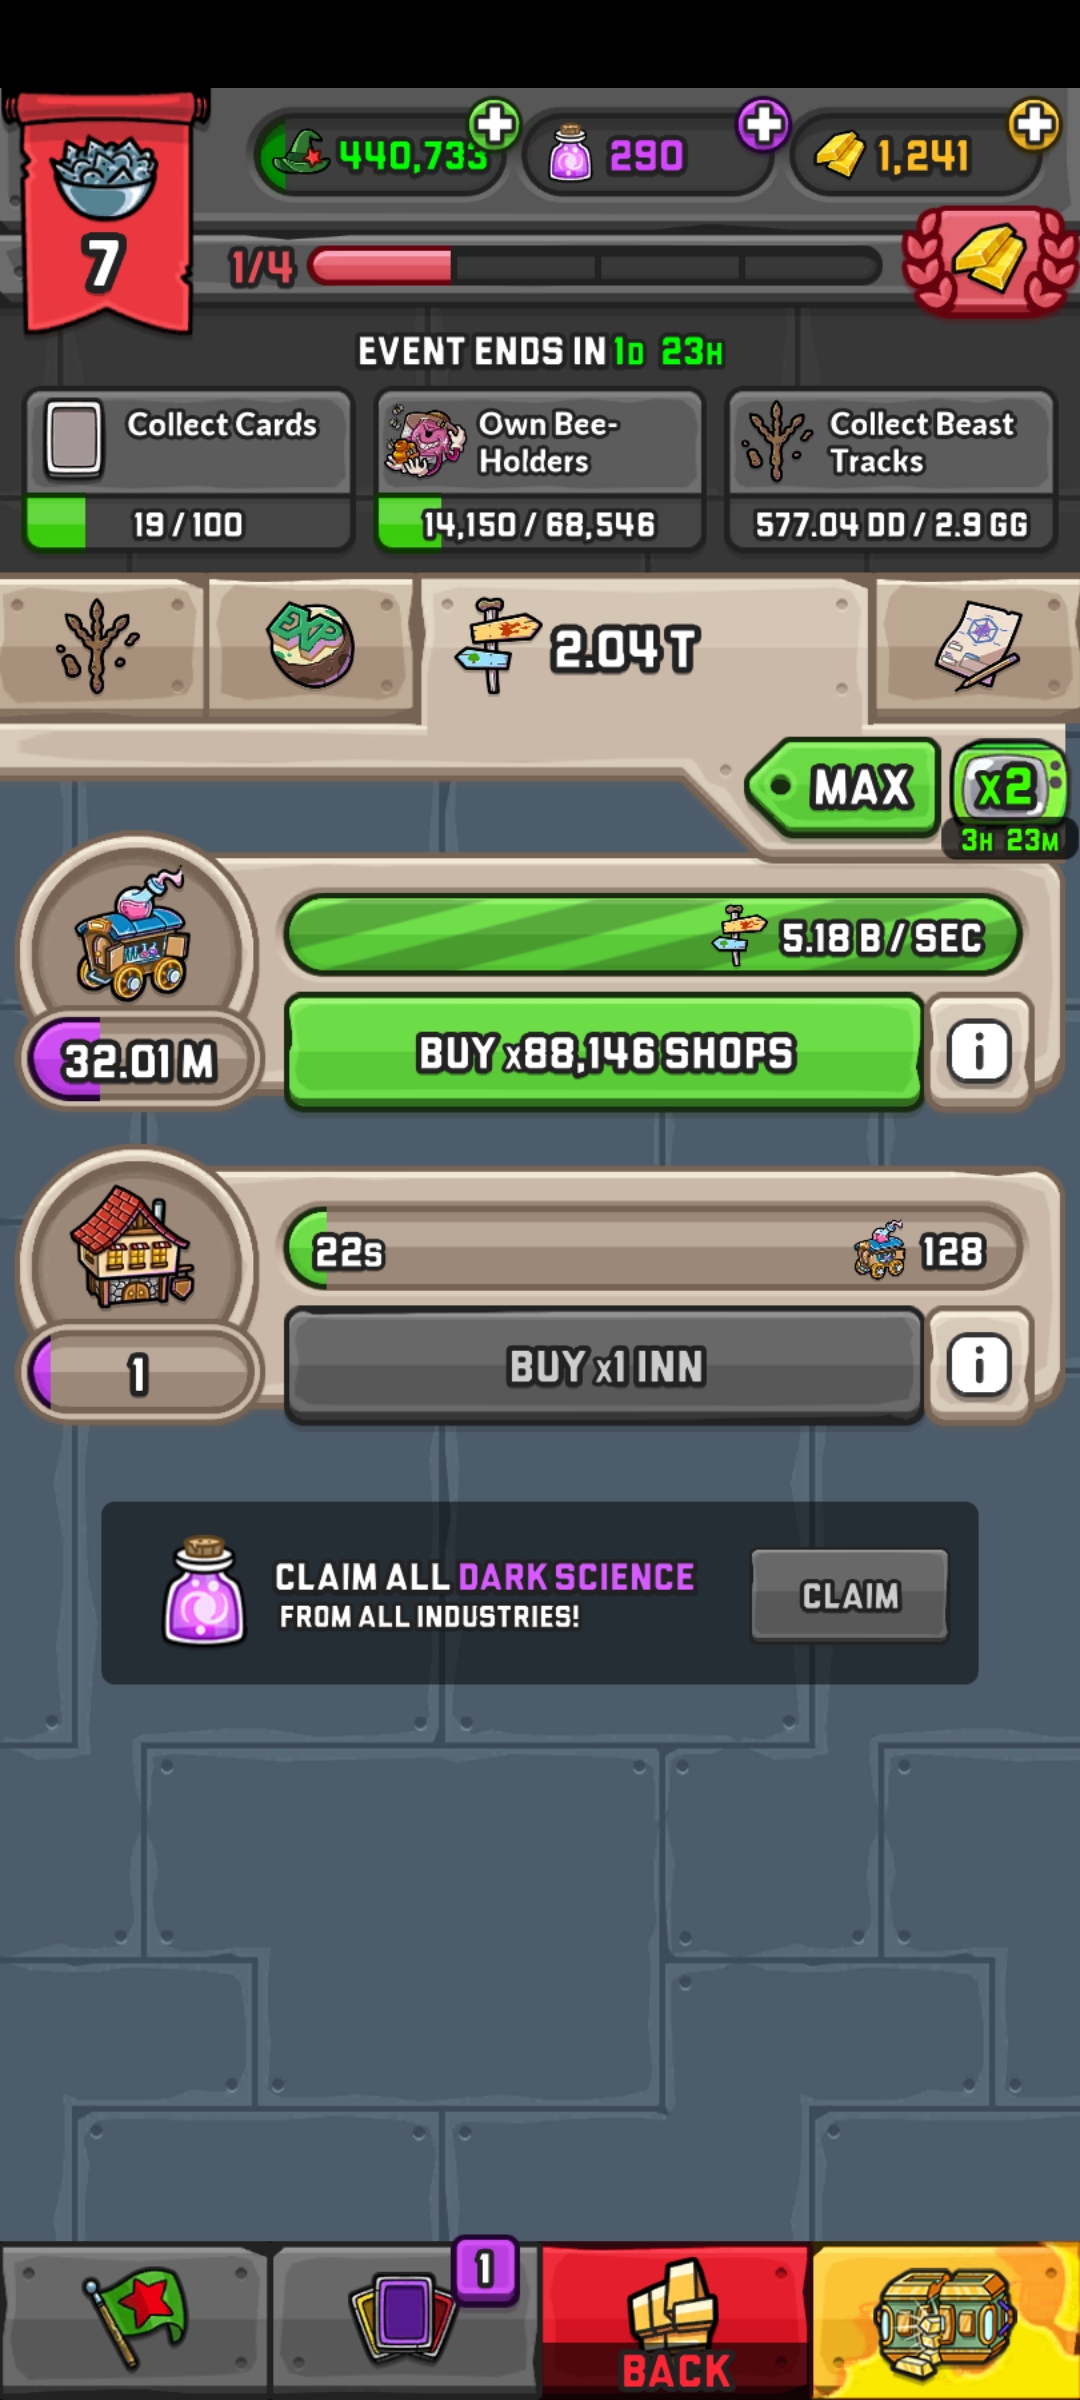 440,733
290
1,241
7
1/4
EVENT ENDS IN 1D 23H
Collect Cards
19 / 100
Own Bee-
Holders
14,150 / 68,546
Collect Beast
Tracks
577.04 DD / 2.9 GG
EXP
2.04 T
MAX
x2
3H 23M
5.18 B / SEC
32.01 M
BUY x88,146 SHOPS
i
22s
128
1
BUY x1 INN
i
CLAIM ALL DARK SCIENCE
FROM ALL INDUSTRIES!
CLAIM
1
BACK